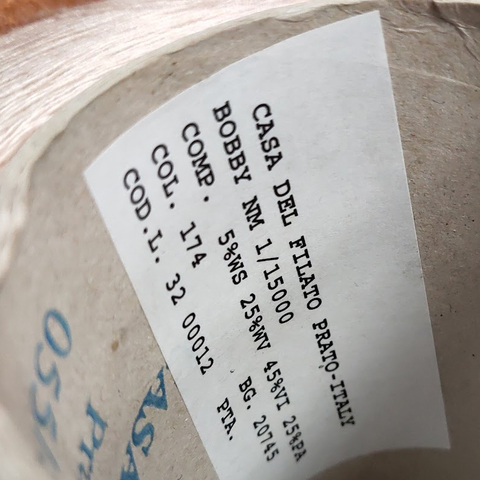 CASA DEL FILATO PRATO-ITALY
BOBBY NM 1/15000
COMP. 5%WS 25%WV 45%VI 25%PA
COL. 174 BG. 20745
COD.L. 32 00012 PTA.